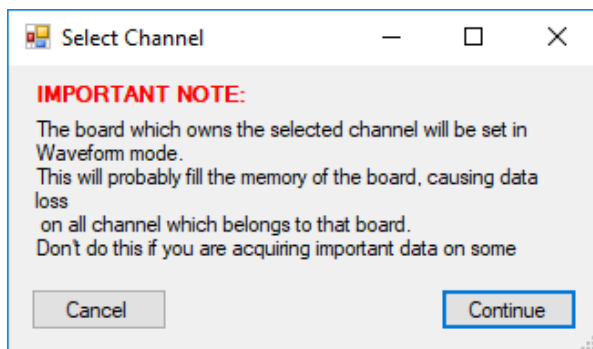 Select Channel
IMPORTANT NOTE:
The board which owns the selected channel will be set in
Waveform mode.
This will probably fill the memory of the board, causing data
loss
on all channel which belongs to that board.
Don't do this if you are acquiring important data on some
Cancel
Continue